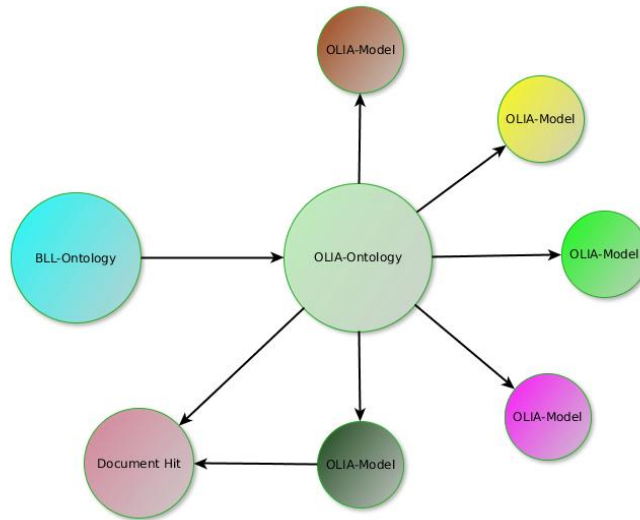 OLIA-Model
OLIA-Model
BLL-Ontology
OLIA-Ontology
OLIA-Model
OLIA-Model
Document Hit
OLIA-Model